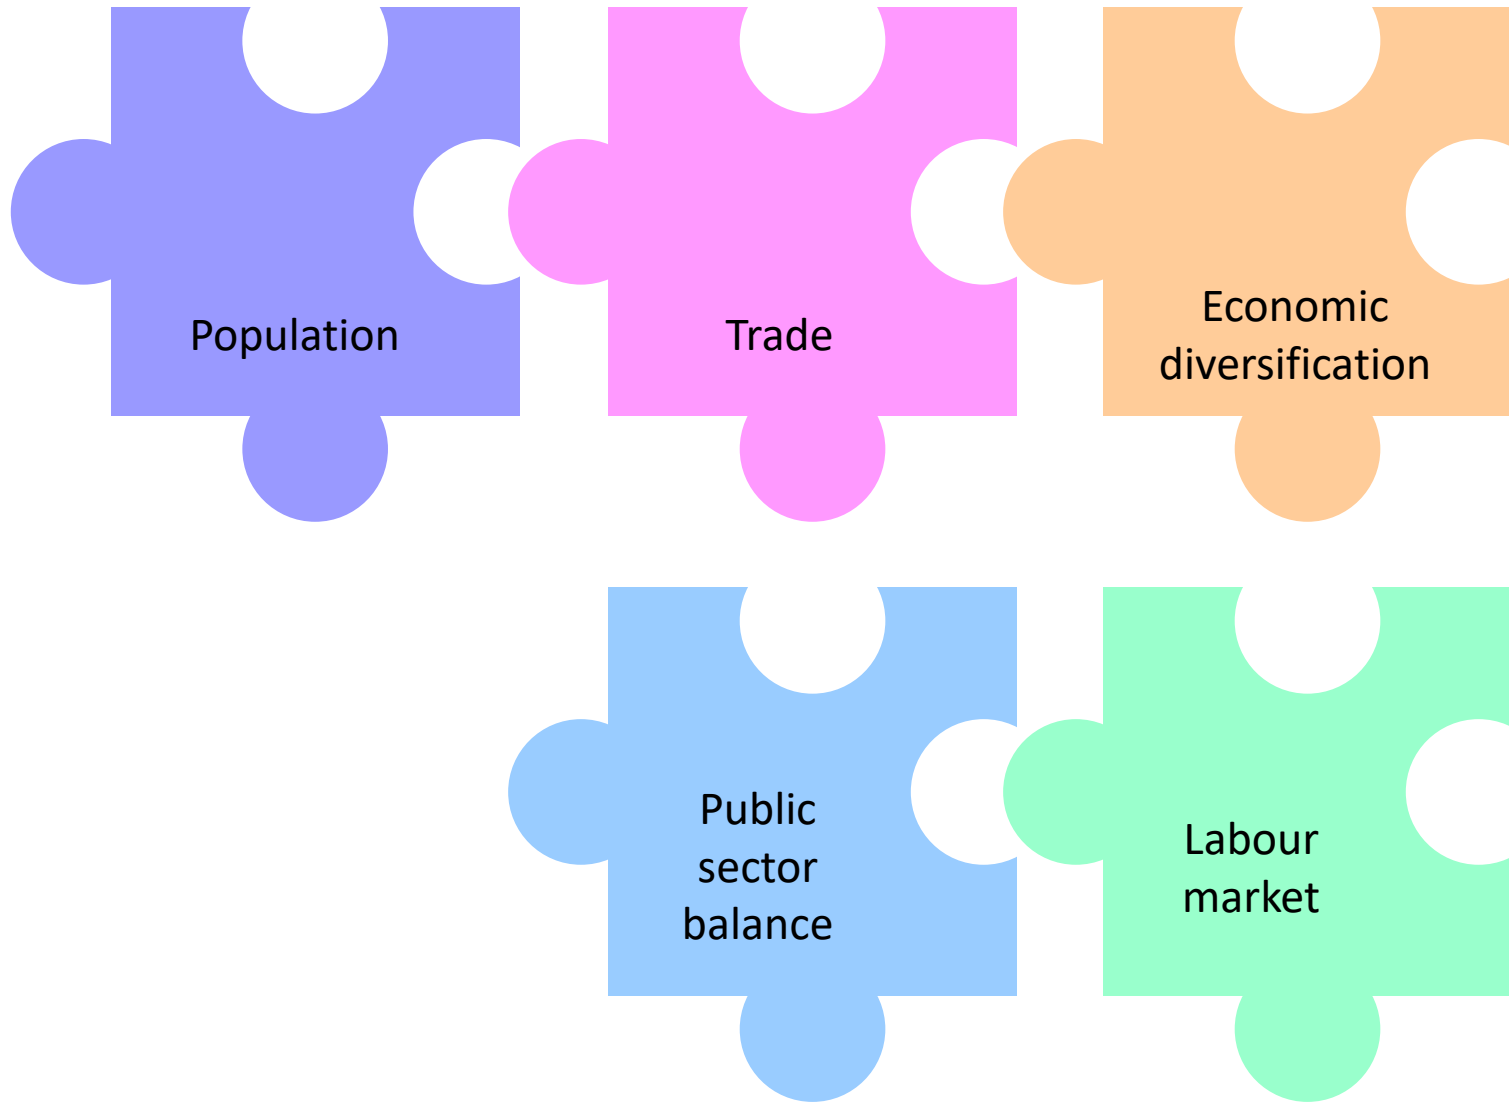 Population
Trade
Economic
diversification
Public
sector
balance
Labour
market